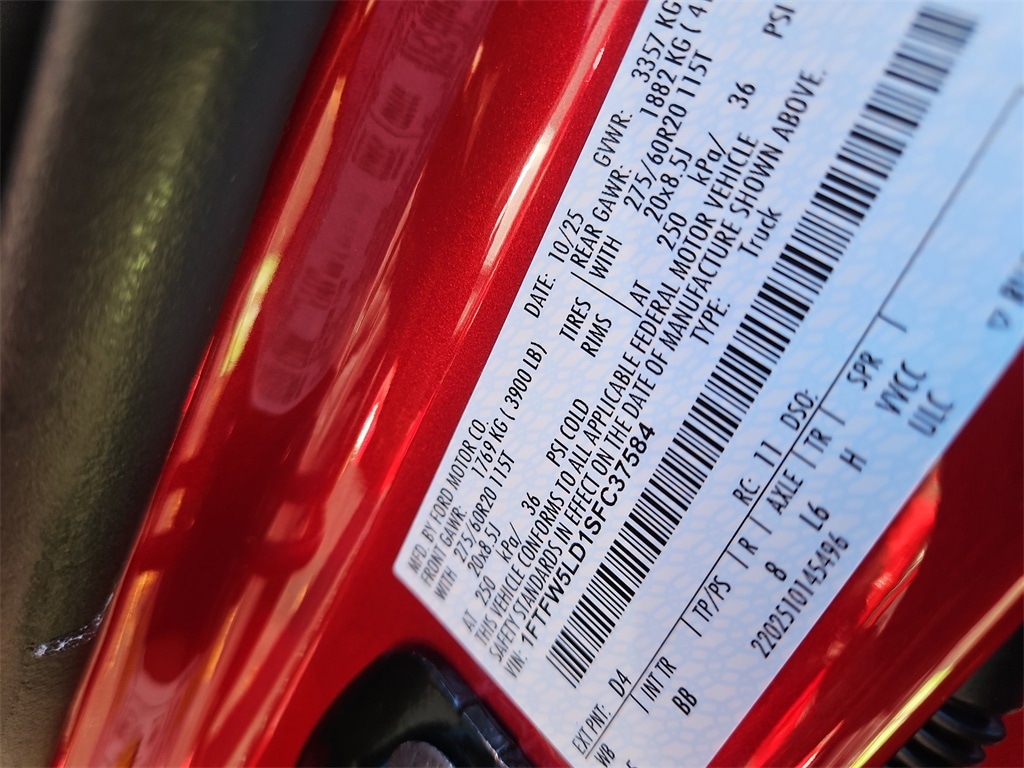 MFD. BY FORD MOTOR CO. DATE: 10/25 GVWR: 3357 KG
FRONT GAWR: 1769 KG ( 3900 LB) REAR GAWR: 1882 KG ( 41
WITH 275/60R20 115T TIRES WITH 275/60R20 115T
20x8.5J RIMS 20x8.5J
AT 250 kPa/ 36 PSI COLD AT 250 kPa/ 36 PSI
THIS VEHICLE CONFORMS TO ALL APPLICABLE FEDERAL MOTOR VEHICLE
SAFETY STANDARDS IN EFFECT ON THE DATE OF MANUFACTURE SHOWN ABOVE.
VIN: 1FTFW5LD1SFC37584 TYPE: Truck
EXT PNT: D4 RC: 11 DSO:
WB INT TR TP/PS R AXLE TR SPR
BB 8 L6 H VVCC
2202510145496 ULC